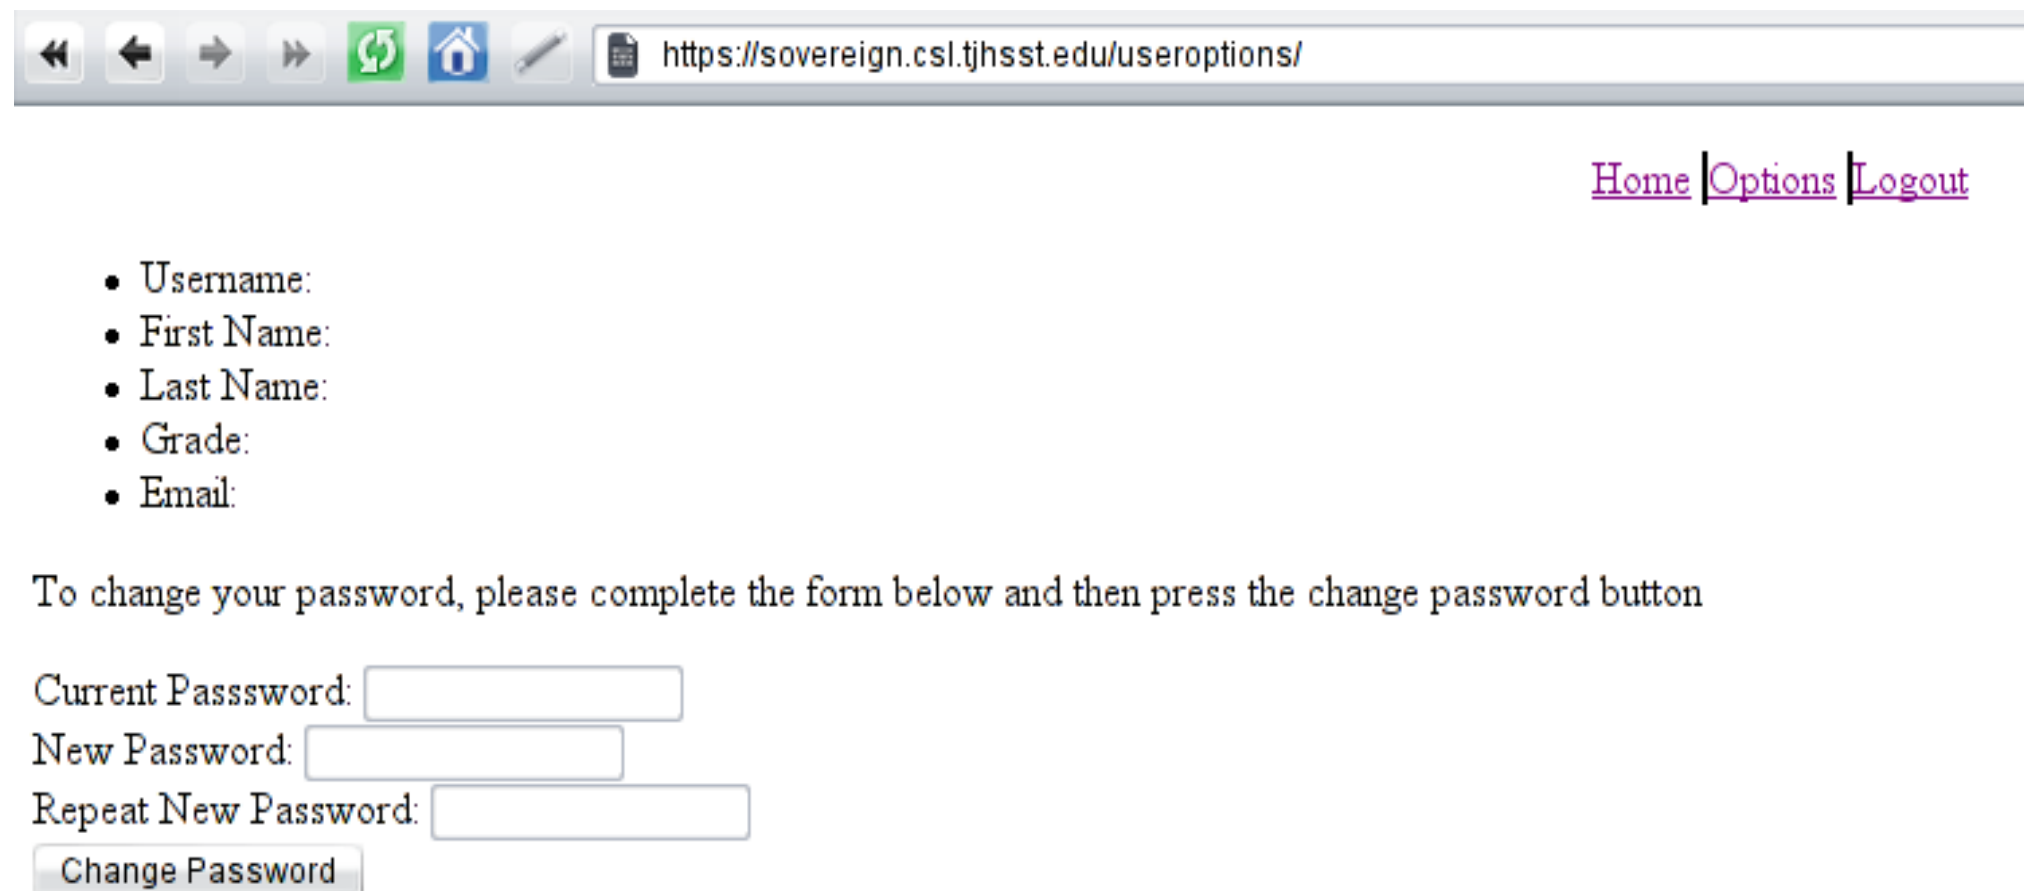 https://sovereign.csl.tjhsst.edu/useroptions/
Home Options Logout
Username:
First Name:
Last Name:
Grade:
Email:
To change your password, please complete the form below and then press the change password button
Current Passsword:
New Password:
Repeat New Password:
Change Password